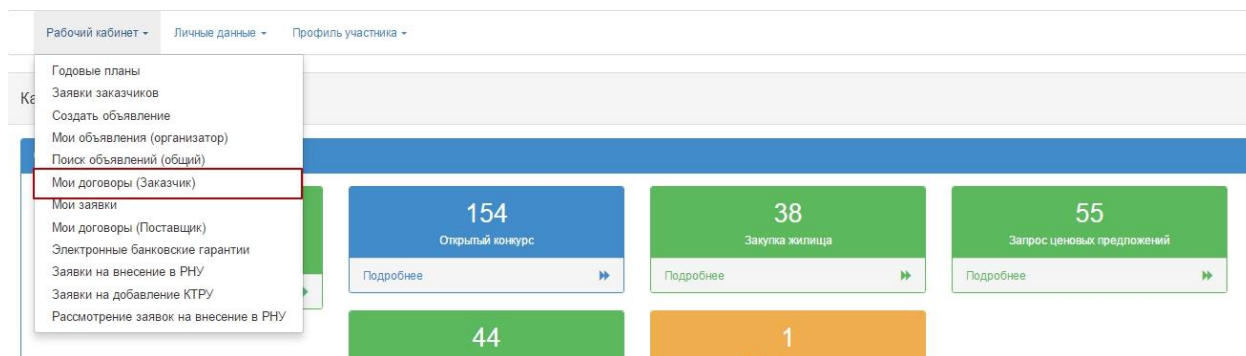 Рабочий кабинет
Личные данные
Профиль участника
Годовые планы
Заявки заказчиков
Создать объявление
Мои объявления (организатор)
Поиск объявлений (общий)
Мои договоры (Заказчик)
Мои заявки
Мои договоры (Поставщик)
Электронные банковские гарантии
Заявки на внесение в РНУ
Заявки на добавление КТРУ
Рассмотрение заявок на внесение в РНУ
154
Открытый конкурс
Подробнее
38
Закупка жилища
Подробнее
55
Запрос ценовых предложений
Подробнее
44
1